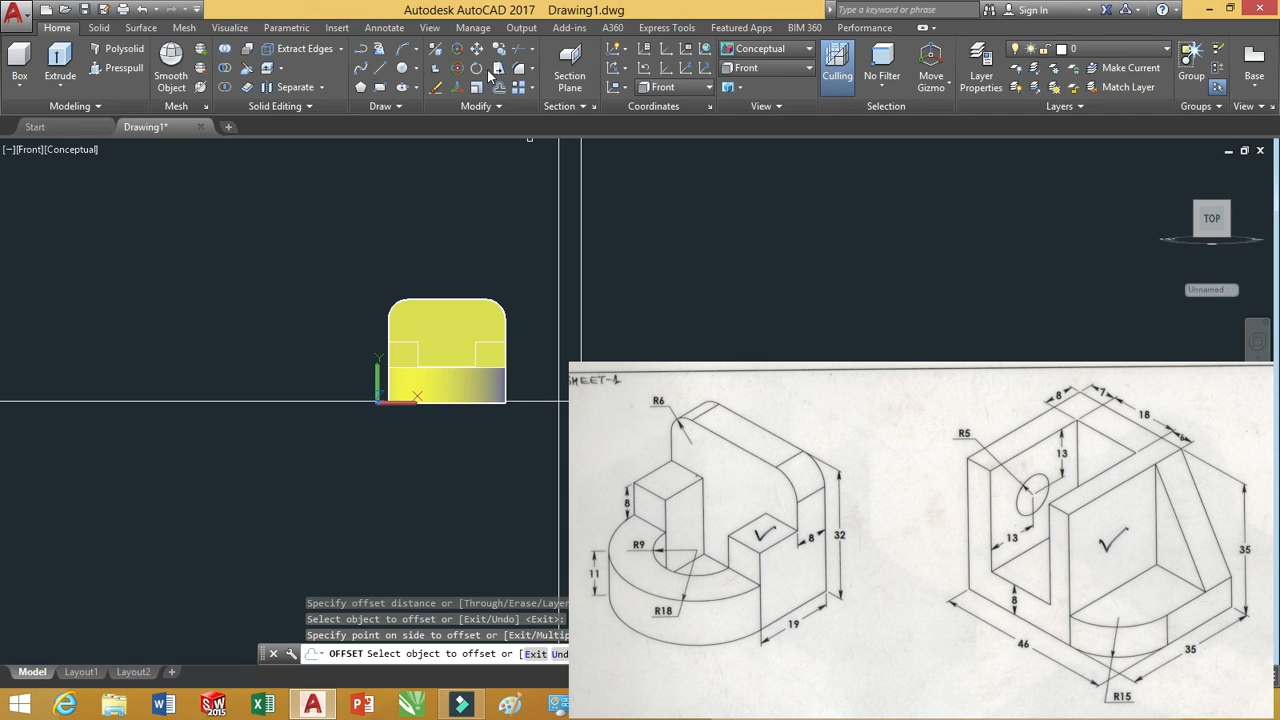 Autodesk AutoCAD 2017 Drawing1.dwg
Type a keyword or phrase
Sign In
Home Solid Surface Mesh Visualize Parametric Insert Annotate View Manage Output Add-ins A360 Express Tools Featured Apps BIM 360 Performance
Box
Extrude
Polysolid
Presspull
Smooth
Object
Extract Edges
Separate
Section
Plane
Conceptual
Front
Front
Culling
No Filter
Move
Gizmo
Layer
Properties
0
Make Current
Match Layer
Group
Base
Modeling
Mesh
Solid Editing
Draw
Modify
Section
Coordinates
View
Selection
Layers
Groups
View
Start
Drawing1*
[−][Front][Conceptual]
TOP
Unnamed
Y
X
SHEET-1
R6
8
R9
11
R18
19
8
32
8
7
18
6
R5
13
13
8
46
35
35
R15
Specify offset distance or [Through/Erase/Layer
Select object to offset or [Exit/Undo] <Exit>:
Specify point on side to offset or [Exit/Multip
OFFSET Select object to offset or [Exit Und
Model
Layout1
Layout2
SW
2015